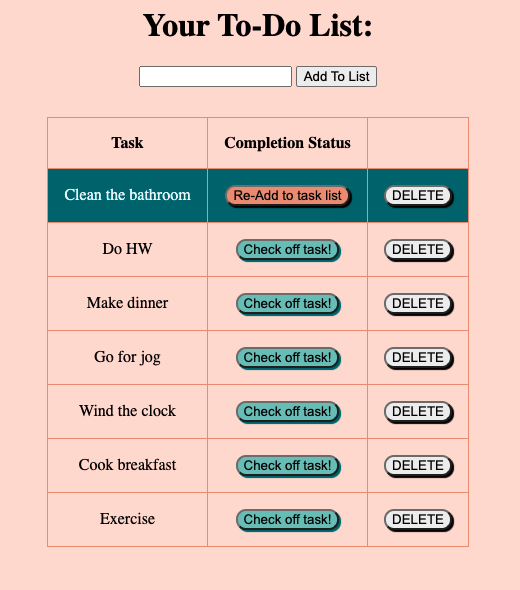 Your To-Do List:
Add To List
Task Completion Status
Clean the bathroom Re-Add to task list DELETE
Do HW Check off task! DELETE
Make dinner Check off task! DELETE
Go for jog Check off task! DELETE
Wind the clock Check off task! DELETE
Cook breakfast Check off task! DELETE
Exercise Check off task! DELETE